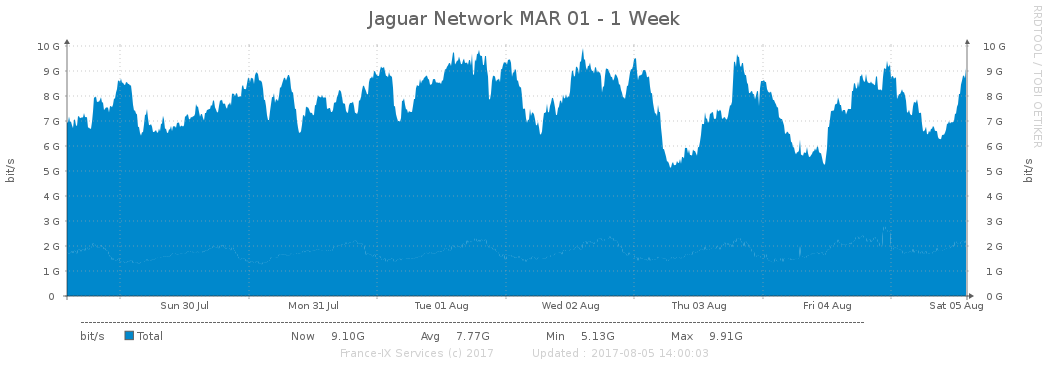 Jaguar Network MAR 01 - 1 Week
RRDTOOL / TOBI OETIKER
10 G 10 G
9 G 9 G
8 G 8 G
7 G 7 G
6 G 6 G
5 G 5 G
4 G 4 G
3 G 3 G
2 G 2 G
1 G 1 G
0 0 G
bit/s bit/s
Sun 30 Jul Mon 31 Jul Tue 01 Aug Wed 02 Aug Thu 03 Aug Fri 04 Aug Sat 05 Aug
bit/s Total Now 9.10G Avg 7.77G Min 5.13G Max 9.91G
France-IX Services (c) 2017 Updated : 2017-08-05 14:00:03